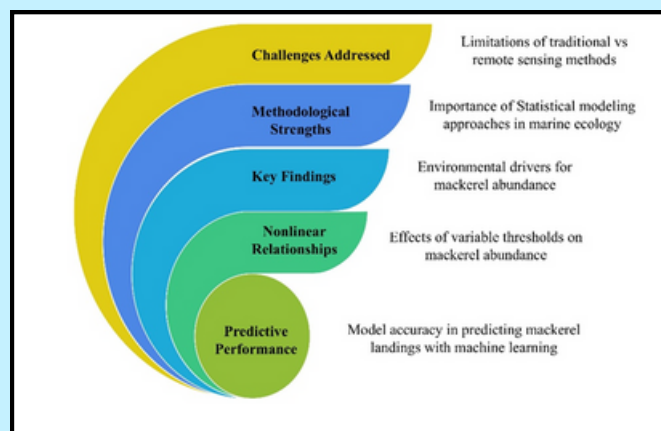 Challenges Addressed
Limitations of traditional vs
remote sensing methods
Methodological
Strengths
Importance of Statistical modeling
approaches in marine ecology
Key Findings
Environmental drivers for
mackerel abundance
Nonlinear
Relationships
Effects of variable thresholds on
mackerel abundance
Predictive
Performance
Model accuracy in predicting mackerel
landings with machine learning